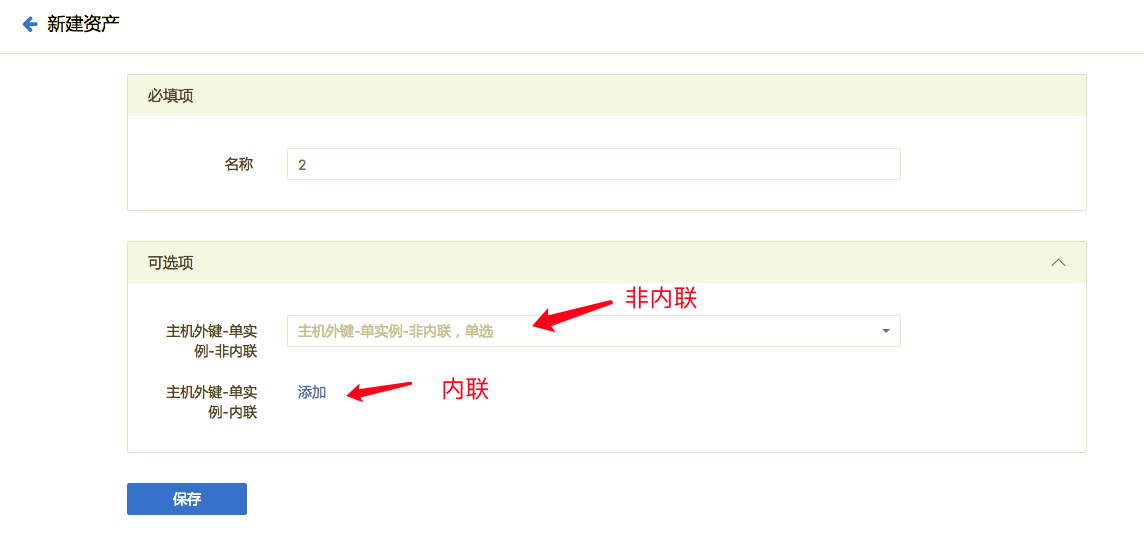 新建资产
必填项
名称
2
可选项
非内联
主机外键-单实
例-非内联
主机外键-单实例-非内联，单选
主机外键-单实
例-内联
添加
内联
保存